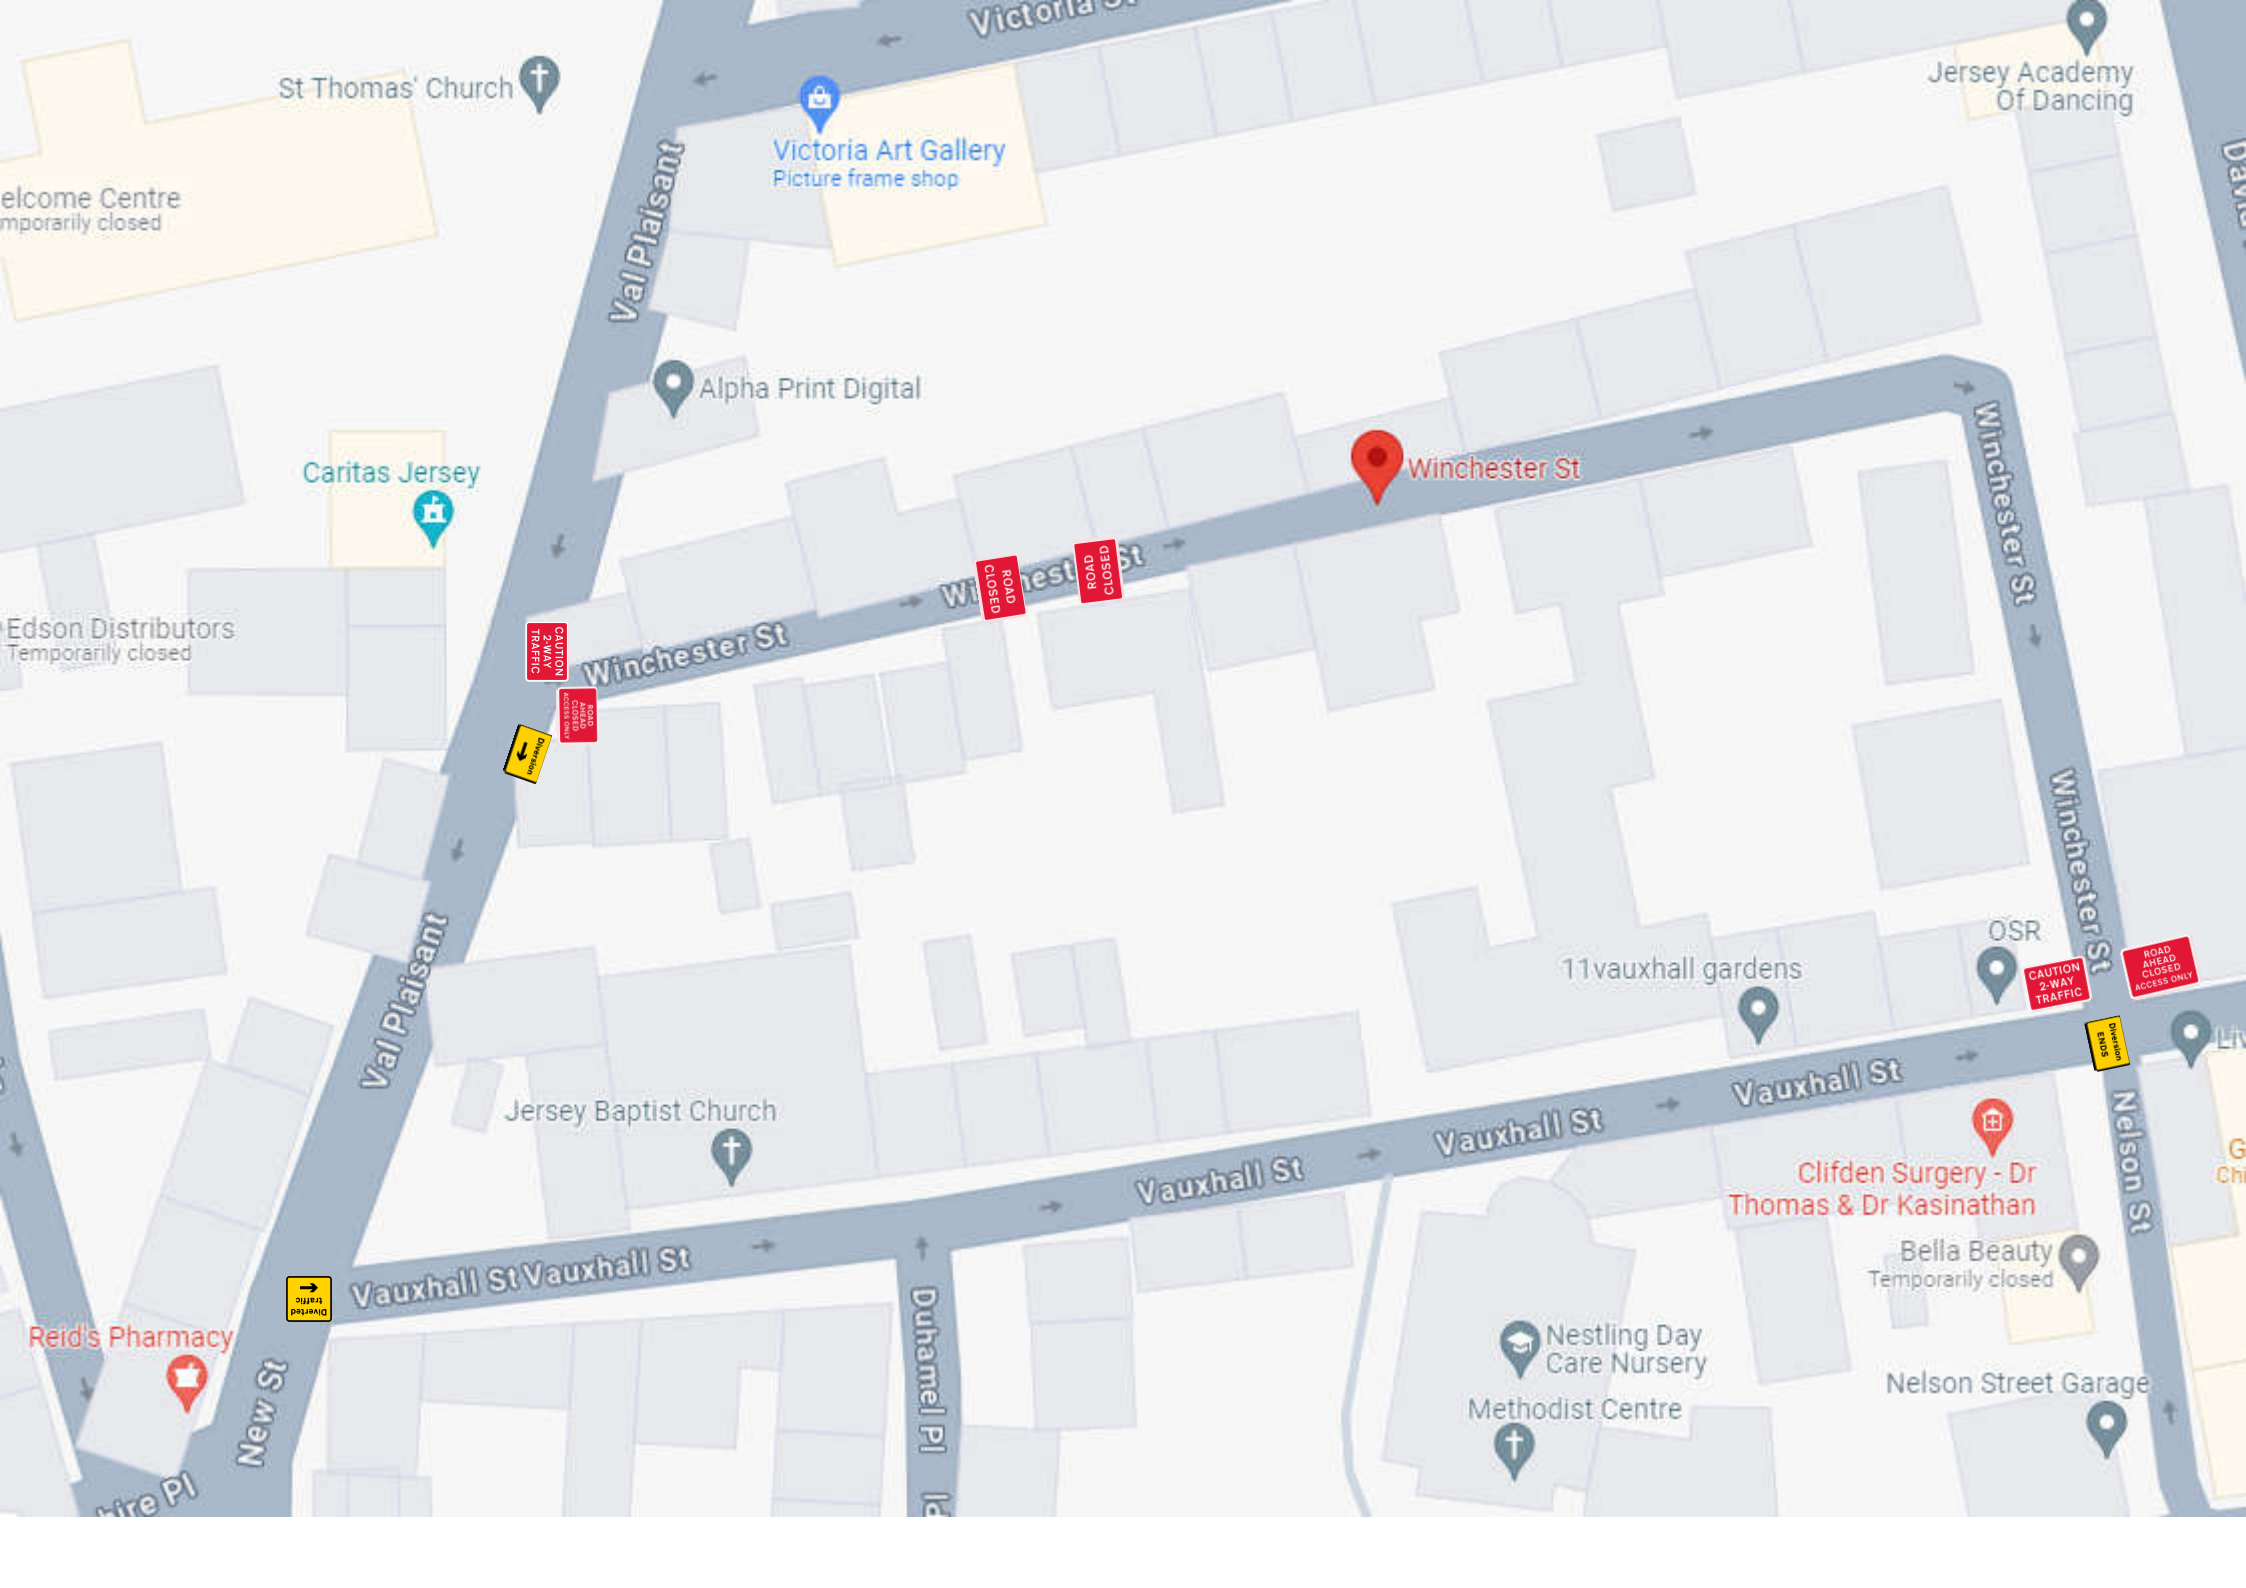 Victoria St
St Thomas' Church
Jersey Academy
Of Dancing
Victoria Art Gallery
Picture frame shop
elcome Centre
mporarily closed
Val Plaisant
Alpha Print Digital
Caritas Jersey
Winchester St
Winchester St
Winchester St
ROAD
CLOSED
ROAD
CLOSED
Edson Distributors
Temporarily closed
CAUTION
2-WAY
TRAFFIC
Winchester St
ROAD
AHEAD
CLOSED
ACCESS ONLY
Diversion
Winchester St
Val Plaisant
OSR
11vauxhall gardens
CAUTION
2-WAY
TRAFFIC
ROAD
AHEAD
CLOSED
ACCESS ONLY
Diversion
ENDS
Liv
Vauxhall St
Vauxhall St
Vauxhall St
Jersey Baptist Church
Clifden Surgery - Dr
Thomas & Dr Kasinathan
Nelson St
Bella Beauty
Temporarily closed
Vauxhall St Vauxhall St
Diverted
traffic
Reid's Pharmacy
New St
Duhamel Pl
Nestling Day
Care Nursery
Nelson Street Garage
Methodist Centre
hire Pl